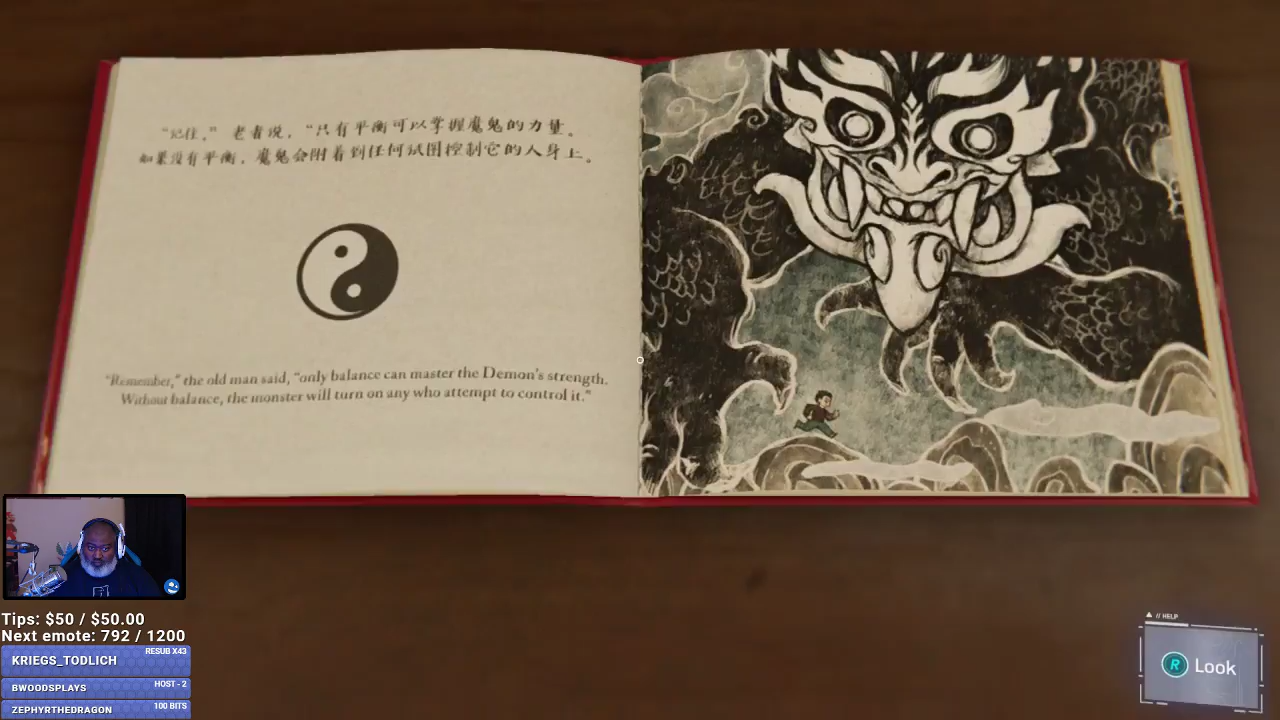 “记住，”老者说，“只有平衡可以掌握魔鬼的力量。
如果没有平衡，魔鬼会附着到任何试图控制它的人身上。
“Remember,” the old man said, “only balance can master the Demon's strength.
Without balance, the monster will turn on any who attempt to control it.”
Tips: $50 / $50.00
Next emote: 792 / 1200
RESUB X43
KRIEGS_TODLICH
HOST - 2
BWOODSPLAYS
100 BITS
ZEPHYRTHEDRAGON
// HELP
R Look